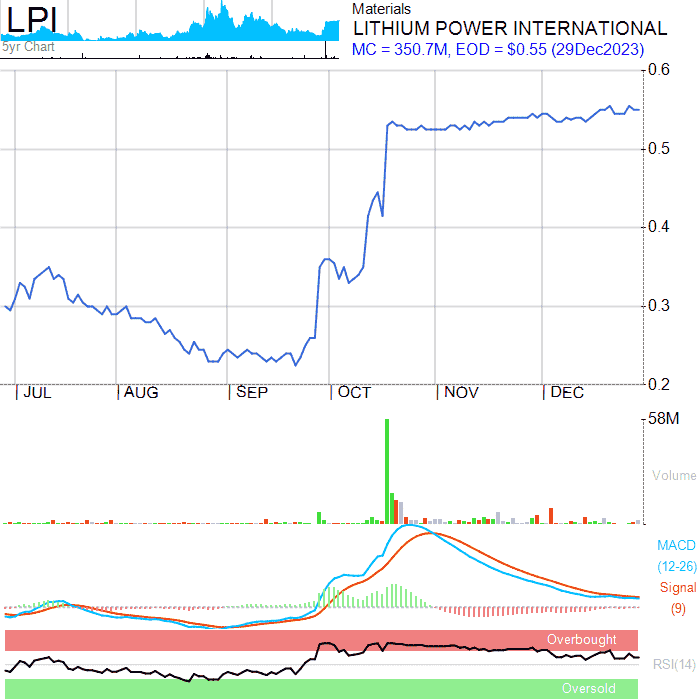 LPI
5yr Chart
Materials
LITHIUM POWER INTERNATIONAL
MC = 350.7M, EOD = $0.55 (29Dec2023)
0.6
0.5
0.4
0.3
0.2
JUL AUG SEP OCT NOV DEC
58M
Volume
MACD
(12-26)
Signal
(9)
Overbought
RSI(14)
Oversold